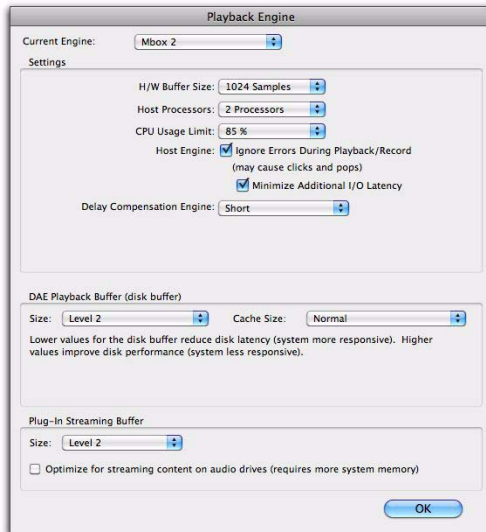 Playback Engine
Current Engine: Mbox 2
Settings
H/W Buffer Size: 1024 Samples
Host Processors: 2 Processors
CPU Usage Limit: 85 %
Host Engine: Ignore Errors During Playback/Record
(may cause clicks and pops)
Minimize Additional I/O Latency
Delay Compensation Engine: Short
DAE Playback Buffer (disk buffer)
Size: Level 2 Cache Size: Normal
Lower values for the disk buffer reduce disk latency (system more responsive). Higher
values improve disk performance (system less responsive).
Plug-In Streaming Buffer
Size: Level 2
Optimize for streaming content on audio drives (requires more system memory)
OK